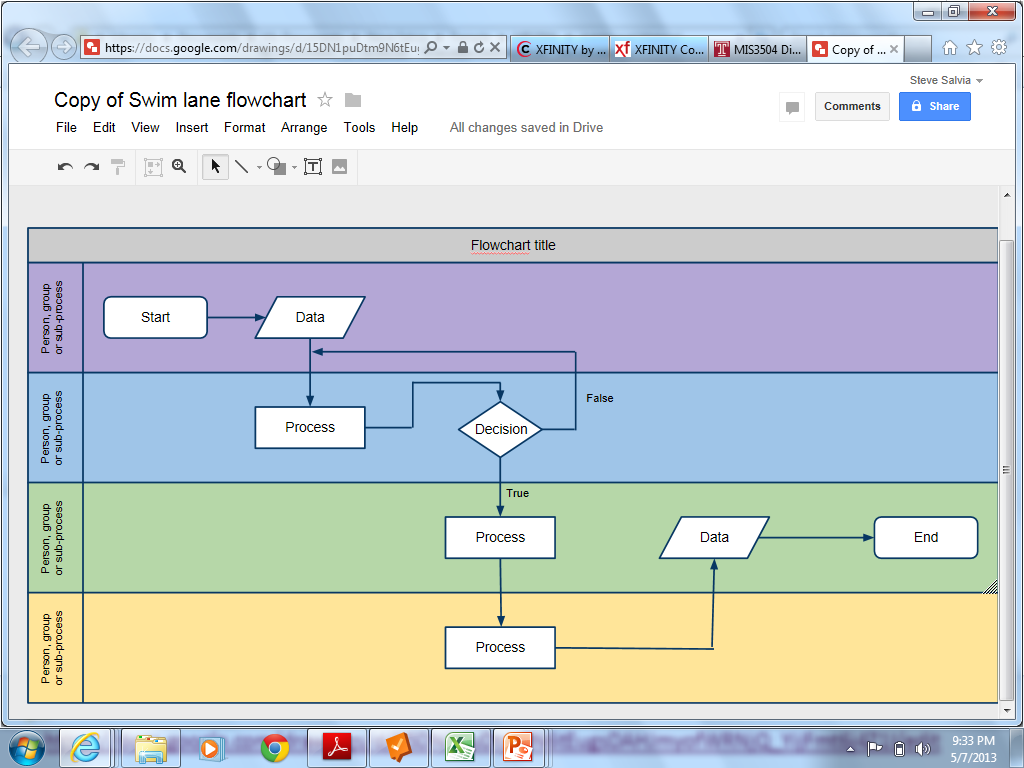 https://docs.google.com/drawings/d/15DN1puDtm9N6tEu
XFINITY by ...
XFINITY Co...
MIS3504 Di...
Copy of ...
Steve Salvia
Copy of Swim lane flowchart
Comments
Share
File Edit View Insert Format Arrange Tools Help All changes saved in Drive
Flowchart title
Person, group
or sub-process
Start
Data
Person, group
or sub-process
Process
Decision
False
Person, group
or sub-process
True
Process
Data
End
Person, group
or sub-process
Process
9:33 PM
5/7/2013